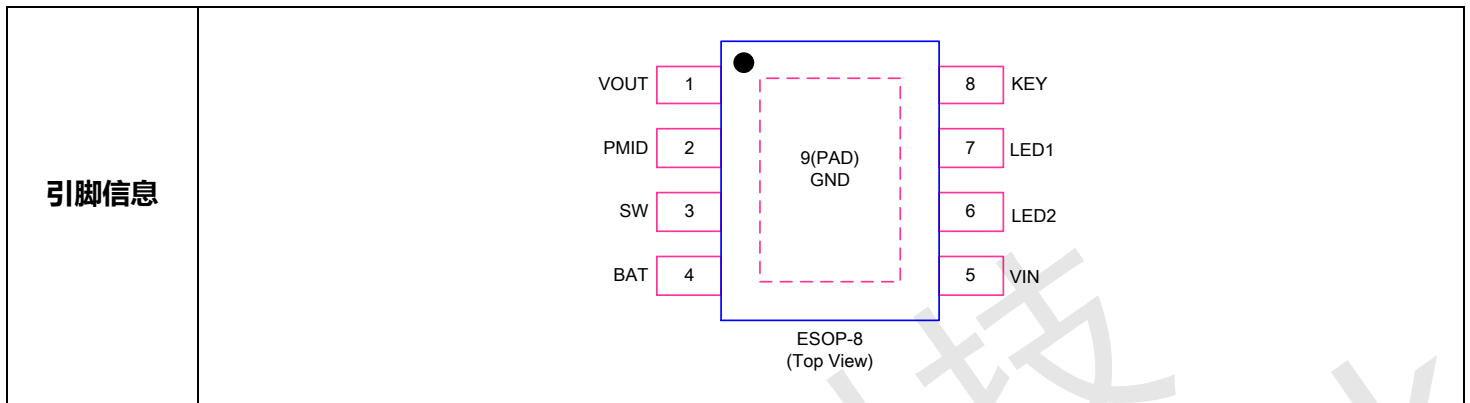 引脚信息
VOUT 1
PMID 2
SW 3
BAT 4
9(PAD)
GND
8 KEY
7 LED1
6 LED2
5 VIN
ESOP-8
(Top View)
技